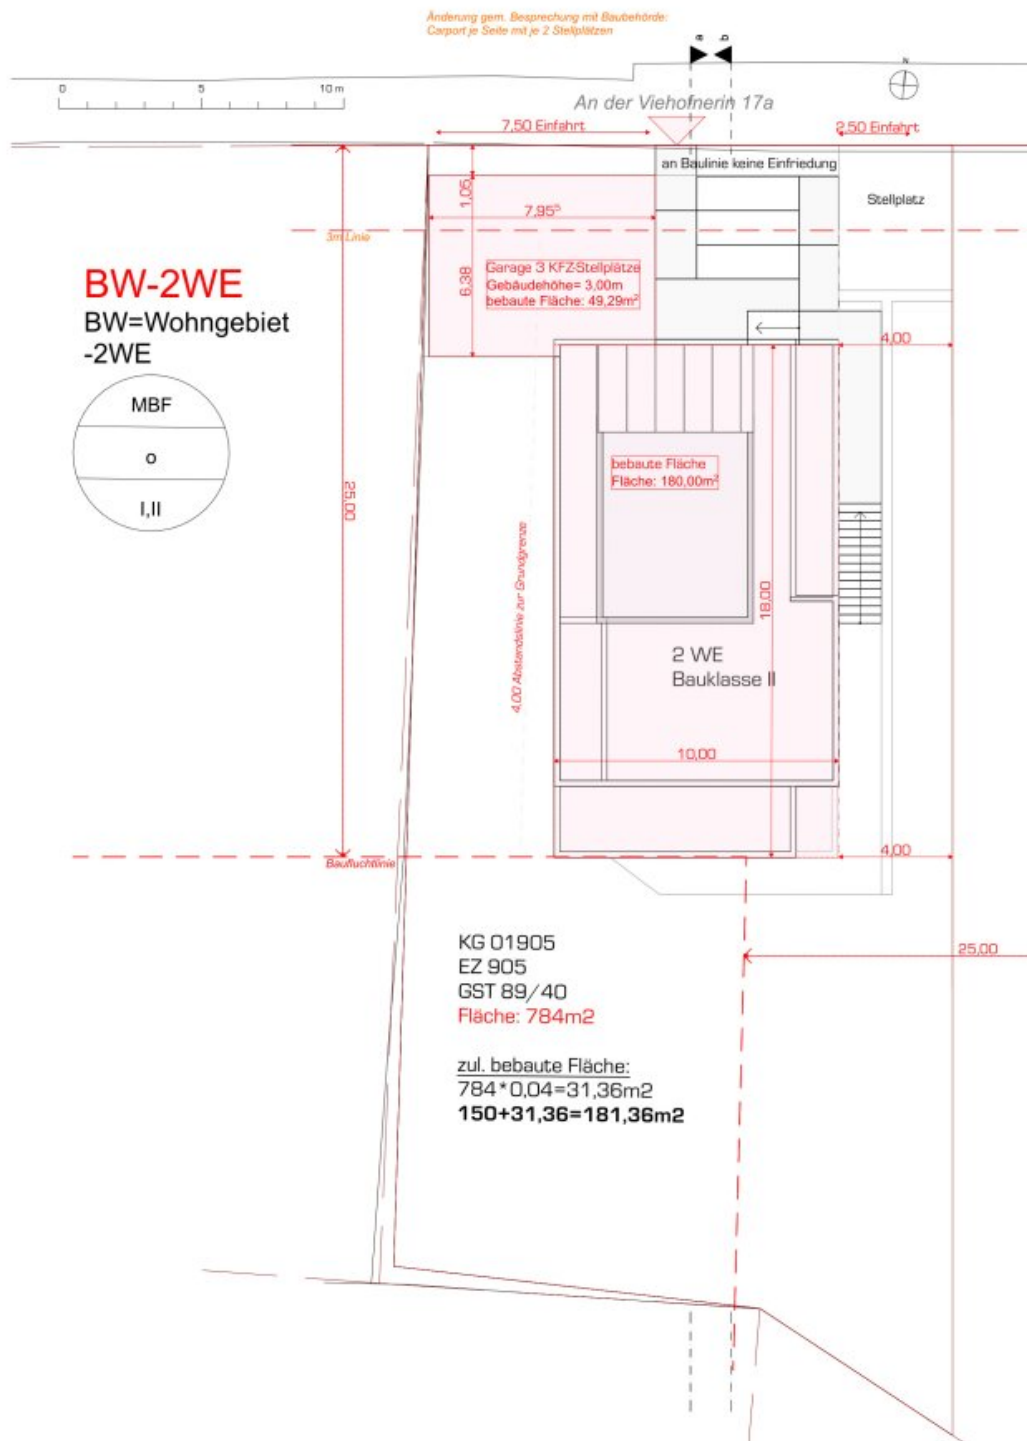 Änderung gem. Besprechung mit Baubehörde:
Carport je Seite mit je 2 Stellplätzen
a b
0 5 10 m
N
An der Viehofnerin 17a
7,50 Einfahrt
2,50 Einfahrt
an Baulinie keine Einfriedung
1,05
Stellplatz
7,95⁵
3m Linie
BW-2WE
BW=Wohngebiet
-2WE
6,38
Garage 3 KFZ-Stellplätze
Gebäudehöhe= 3,00m
bebaute Fläche: 49,29m²
4,00
MBF
o
I,II
25,00
bebaute Fläche
Fläche: 180,00m²
4,00 Abstandslinie zur Grundgrenze
18,00
2 WE
Bauklasse II
10,00
Baufluchtlinie
4,00
KG 01905
EZ 905
GST 89/40
Fläche: 784m2
25,00
zul. bebaute Fläche:
784*0,04=31,36m2
150+31,36=181,36m2